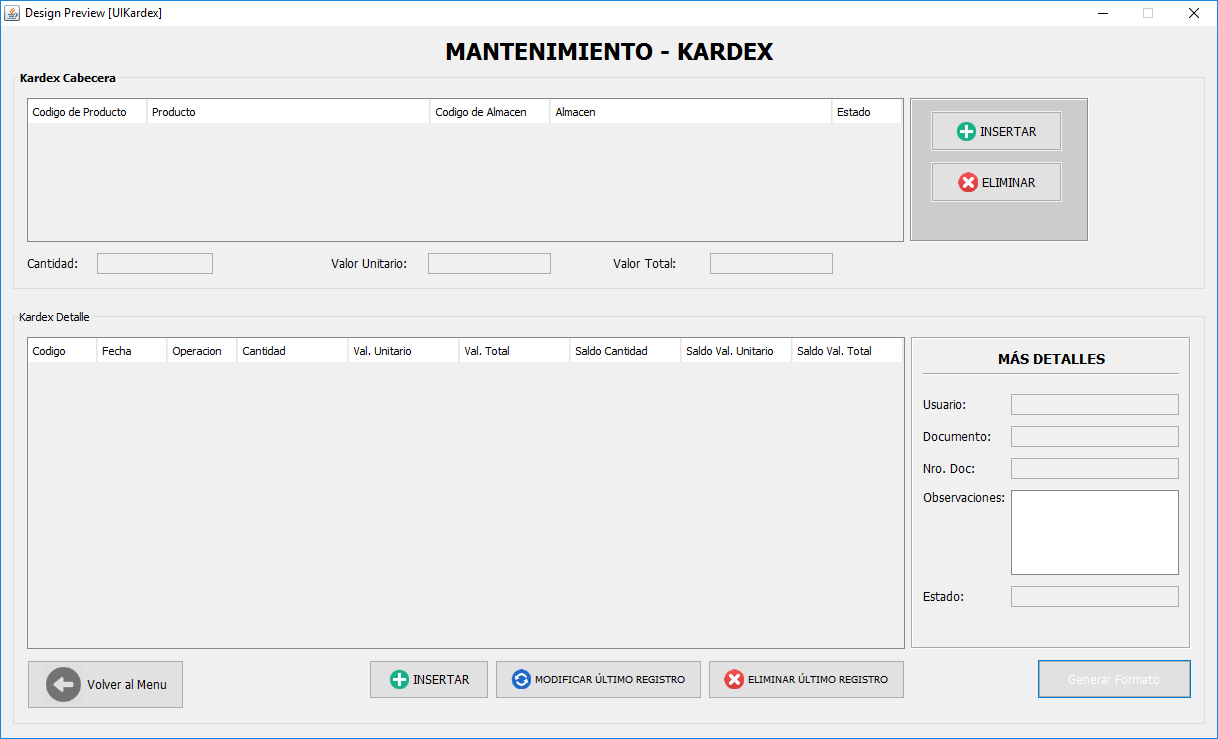 Design Preview [UIKardex]
MANTENIMIENTO - KARDEX
Kardex Cabecera
Codigo de Producto Producto Codigo de Almacen Almacen Estado
INSERTAR
ELIMINAR
Cantidad: Valor Unitario: Valor Total:
Kardex Detalle
Codigo Fecha Operacion Cantidad Val. Unitario Val. Total Saldo Cantidad Saldo Val. Unitario Saldo Val. Total
MÁS DETALLES
Usuario:
Documento:
Nro. Doc:
Observaciones:
Estado:
Volver al Menu INSERTAR MODIFICAR ÚLTIMO REGISTRO ELIMINAR ÚLTIMO REGISTRO Generar Formato